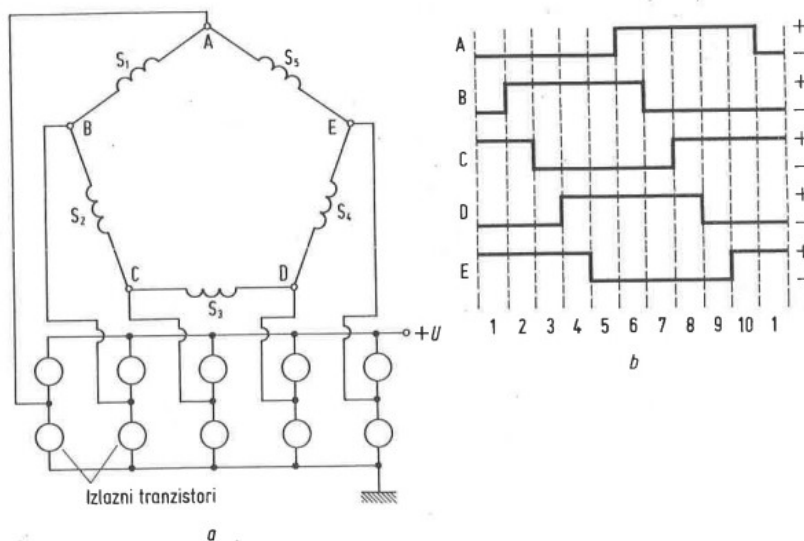 A
S₁
S₅
B
E
S₂
S₄
C
D
S₃
+U
Izlazni tranzistori
a
A
B
C
D
E
+
−
+
−
+
−
+
−
+
−
1 2 3 4 5 6 7 8 9 10 1
b